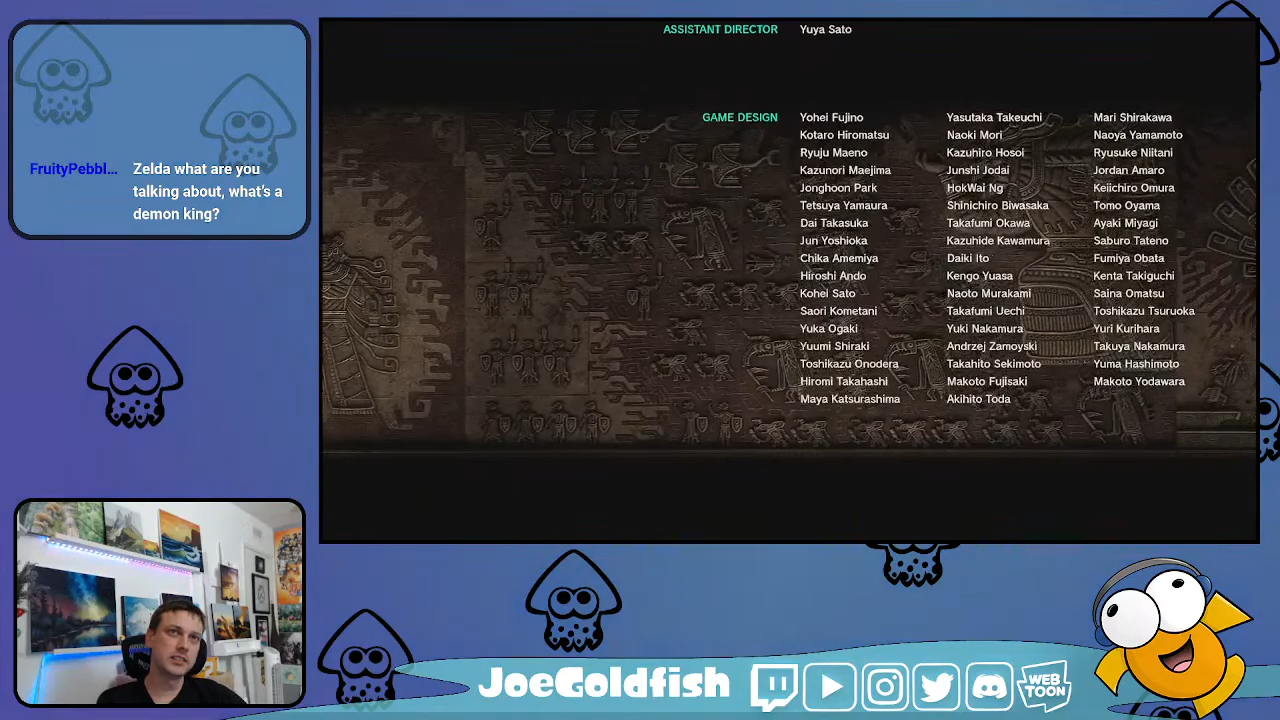 ASSISTANT DIRECTOR Yuya Sato
FruityPebbl... Zelda what are you
talking about, what's a
demon king?
GAME DESIGN Yohei Fujino Yasutaka Takeuchi Mari Shirakawa
Kotaro Hiromatsu Naoki Mori Naoya Yamamoto
Ryuju Maeno Kazuhiro Hosoi Ryusuke Niitani
Kazunori Maejima Junshi Jodai Jordan Amaro
Jonghoon Park HokWai Ng Keiichiro Omura
Tetsuya Yamaura Shinichiro Biwasaka Tomo Oyama
Dai Takasuka Takafumi Okawa Ayaki Miyagi
Jun Yoshioka Kazuhide Kawamura Saburo Tateno
Chika Amemiya Daiki Ito Fumiya Obata
Hiroshi Ando Kengo Yuasa Kenta Takiguchi
Kohei Sato Naoto Murakami Saina Omatsu
Saori Kometani Takafumi Uechi Toshikazu Tsuruoka
Yuka Ogaki Yuki Nakamura Yuri Kurihara
Yuumi Shiraki Andrzej Zamoyski Takuya Nakamura
Toshikazu Onodera Takahito Sekimoto Yuma Hashimoto
Hiromi Takahashi Makoto Fujisaki Makoto Yodawara
Maya Katsurashima Akihito Toda
JoeGoldfish
WEB
TOON